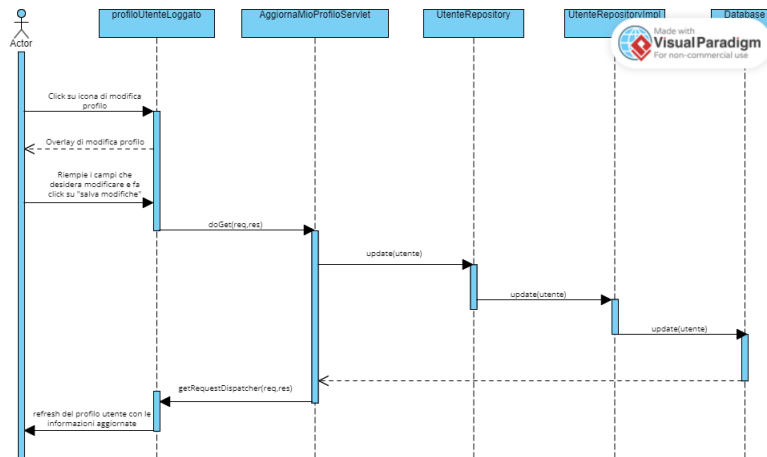 profiloUtenteLoggato
AggiornaMioProfiloServlet
UtenteRepository
UtenteRepositoryImpl
Database
Actor
Made with
Visual Paradigm
For non-commercial use
Click su icona di modifica
profilo
Overlay di modifica profilo
Riempie i campi che
desidera modificare e fa
click su "salva modifiche"
doGet(req,res)
update(utente)
update(utente)
update(utente)
getRequestDispatcher(req,res)
refresh del profilo utente con le
informazioni aggiornate